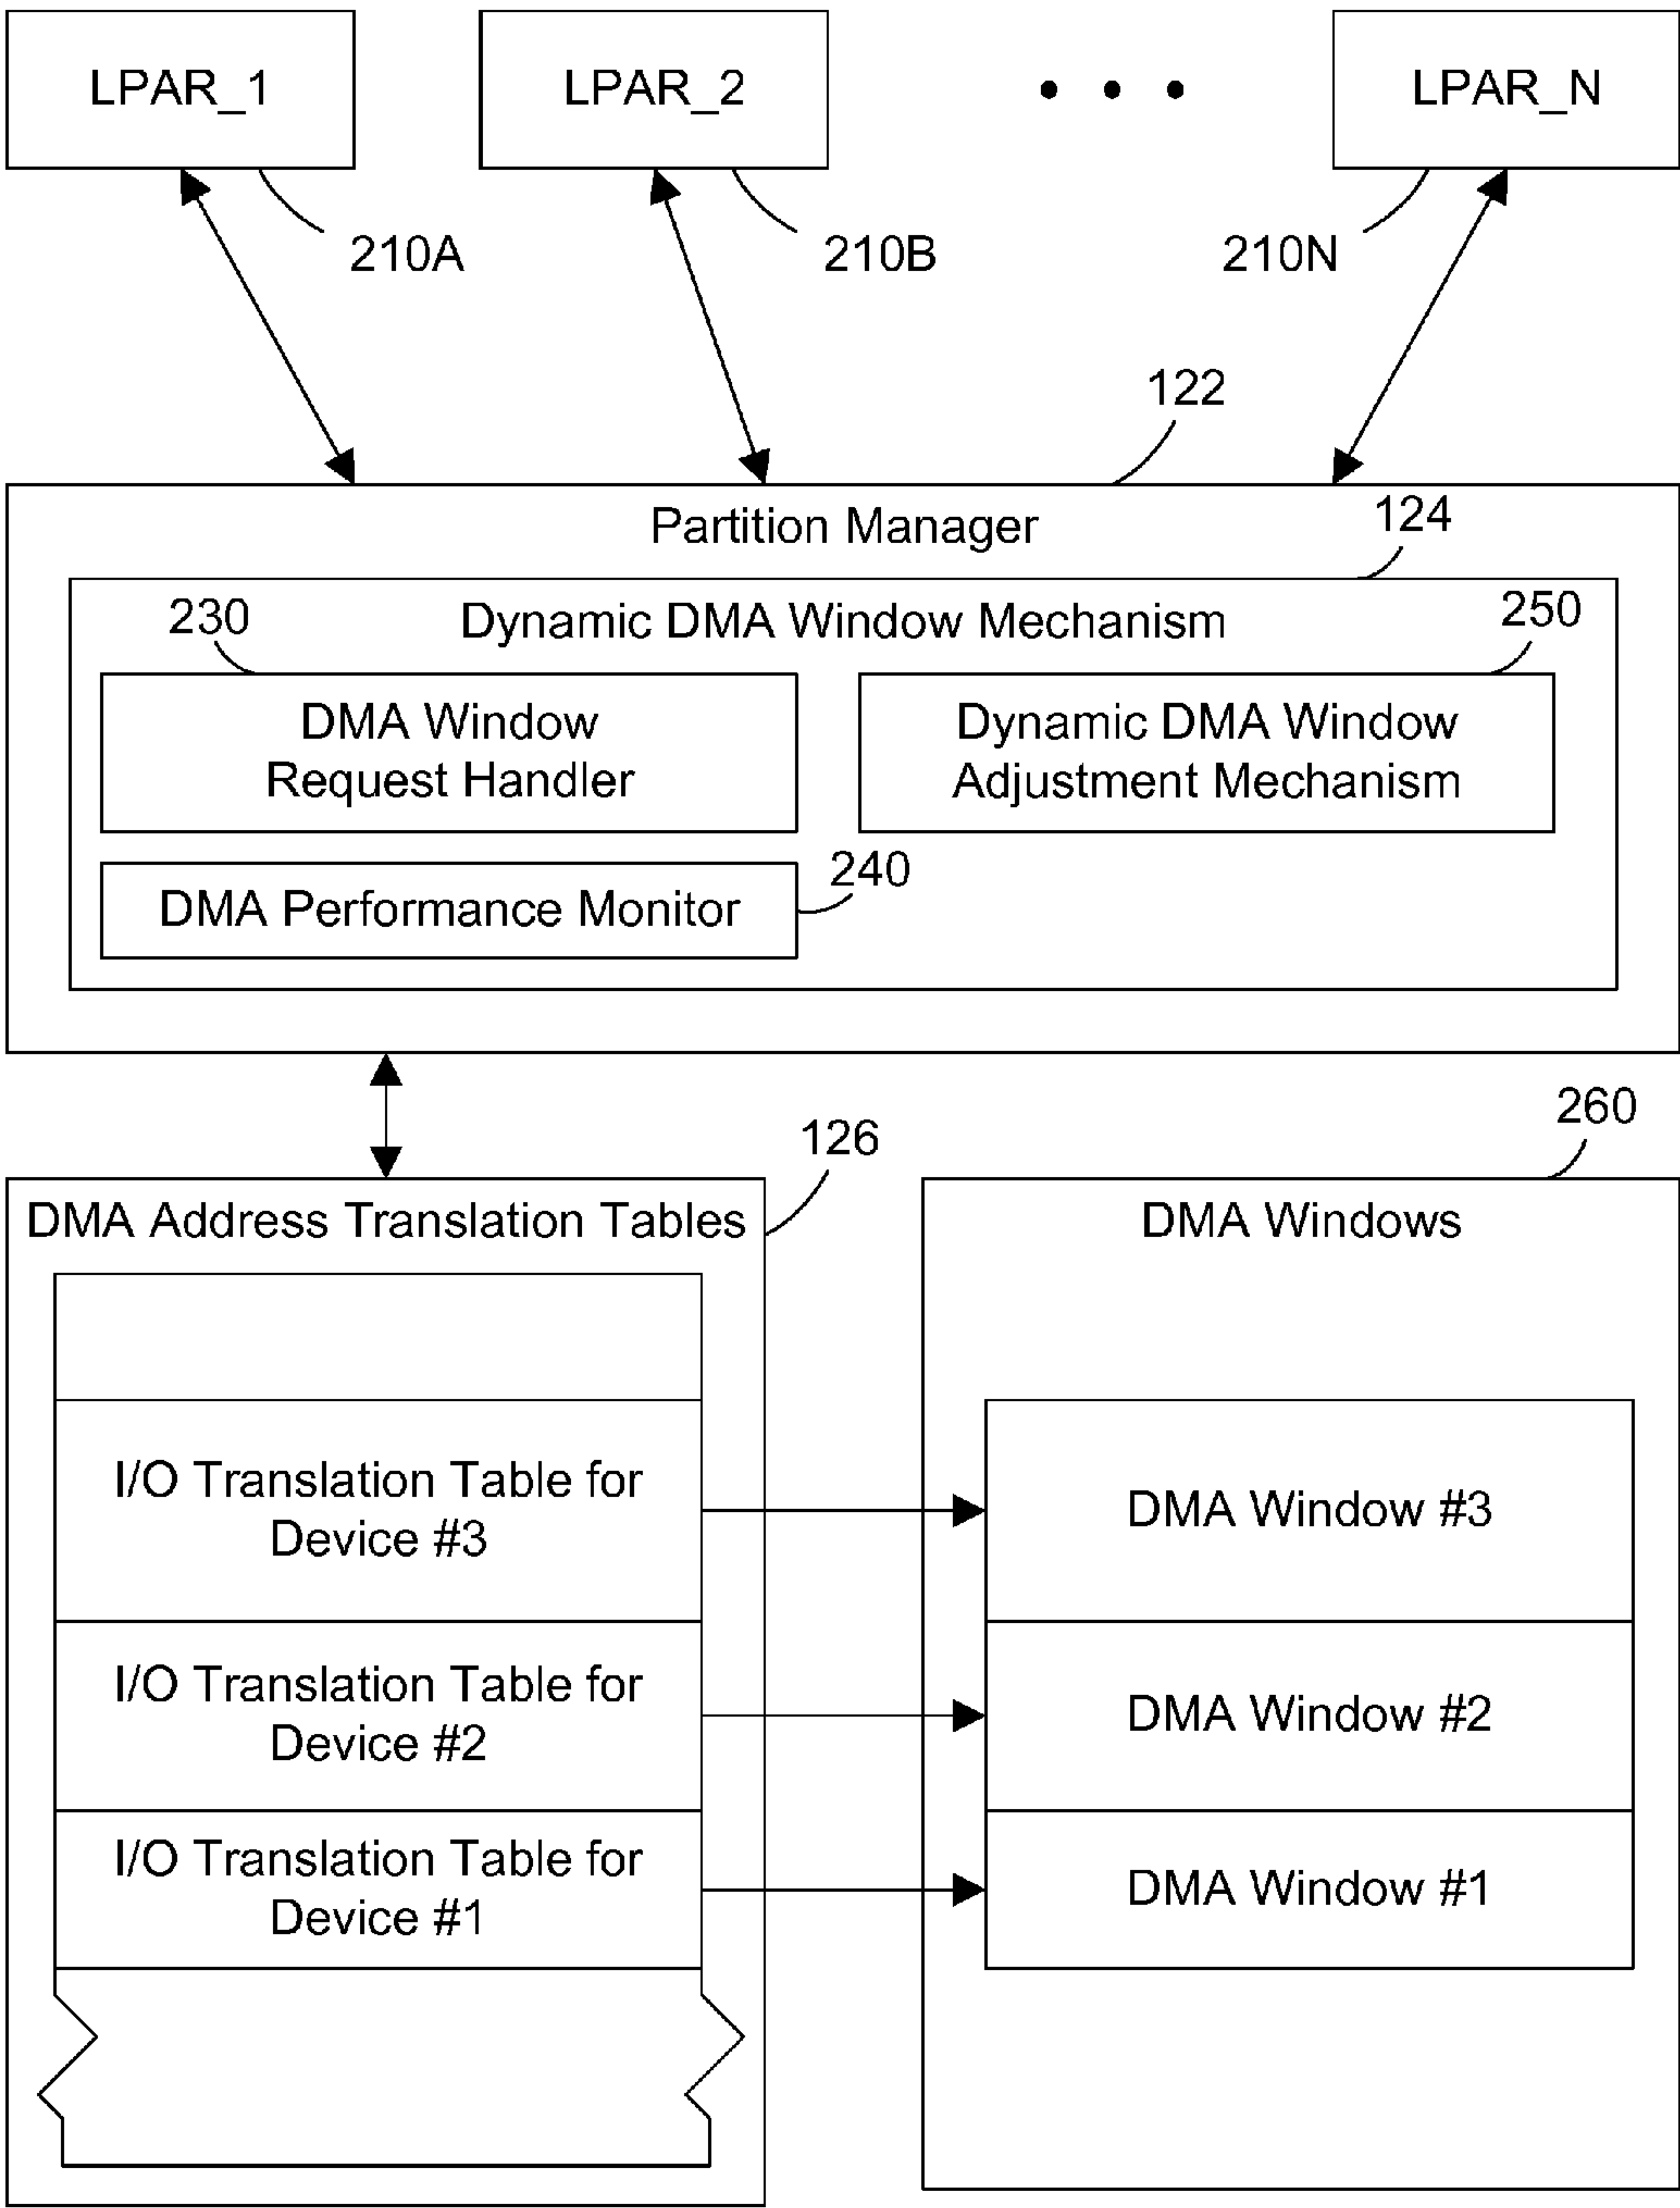 LPAR_1
LPAR_2
• • •
LPAR_N
210A
210B
210N
122
Partition Manager
124
Dynamic DMA Window Mechanism
230
250
DMA Window
Request Handler
Dynamic DMA Window
Adjustment Mechanism
240
DMA Performance Monitor
126
260
DMA Address Translation Tables
DMA Windows
I/O Translation Table for
Device #3
DMA Window #3
I/O Translation Table for
Device #2
DMA Window #2
I/O Translation Table for
Device #1
DMA Window #1